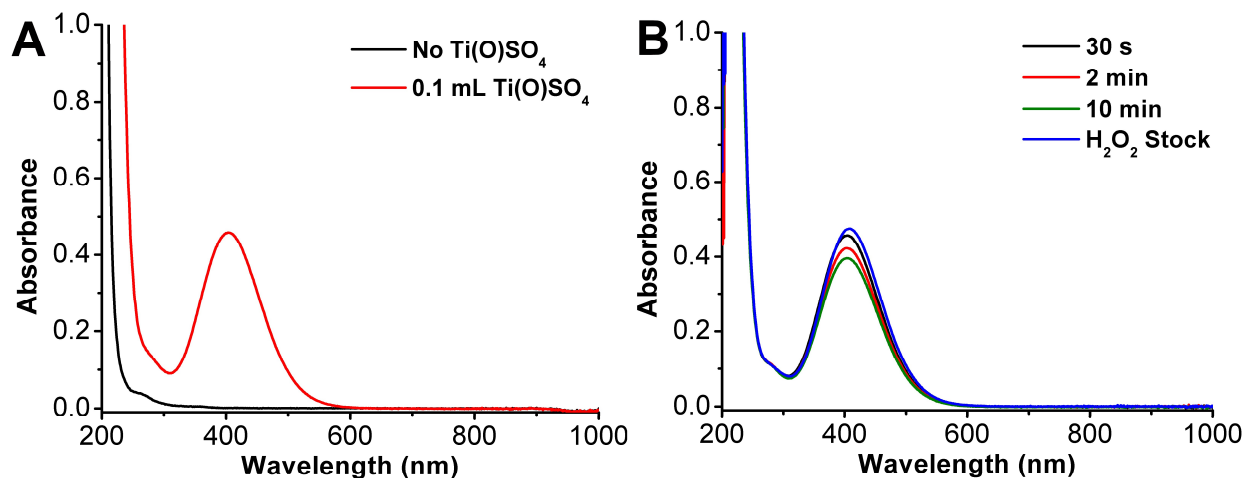 A
No Ti(O)SO₄
0.1 mL Ti(O)SO₄
1.0
0.8
0.6
0.4
0.2
0.0
Absorbance
200 400 600 800 1000
Wavelength (nm)
B
30 s
2 min
10 min
H₂O₂ Stock
1.0
0.8
0.6
0.4
0.2
0.0
Absorbance
200 400 600 800 1000
Wavelength (nm)